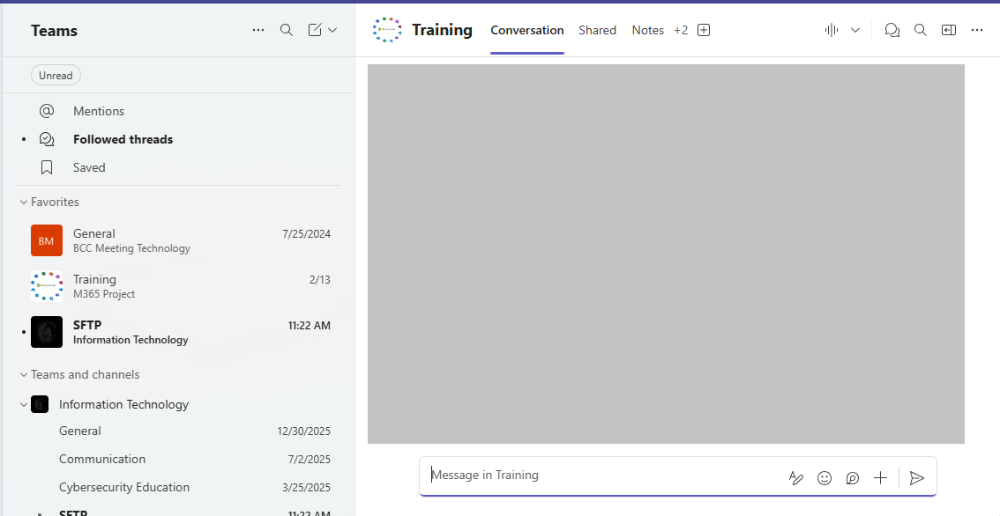 Teams
Unread
Mentions
Followed threads
Saved
Favorites
BM
General 7/25/2024
BCC Meeting Technology
Training 2/13
M365 Project
SFTP 11:22 AM
Information Technology
Teams and channels
Information Technology
General 12/30/2025
Communication 7/2/2025
Cybersecurity Education 3/25/2025
SFTP 11:22 AM
Training Conversation Shared Notes +2
Message in Training